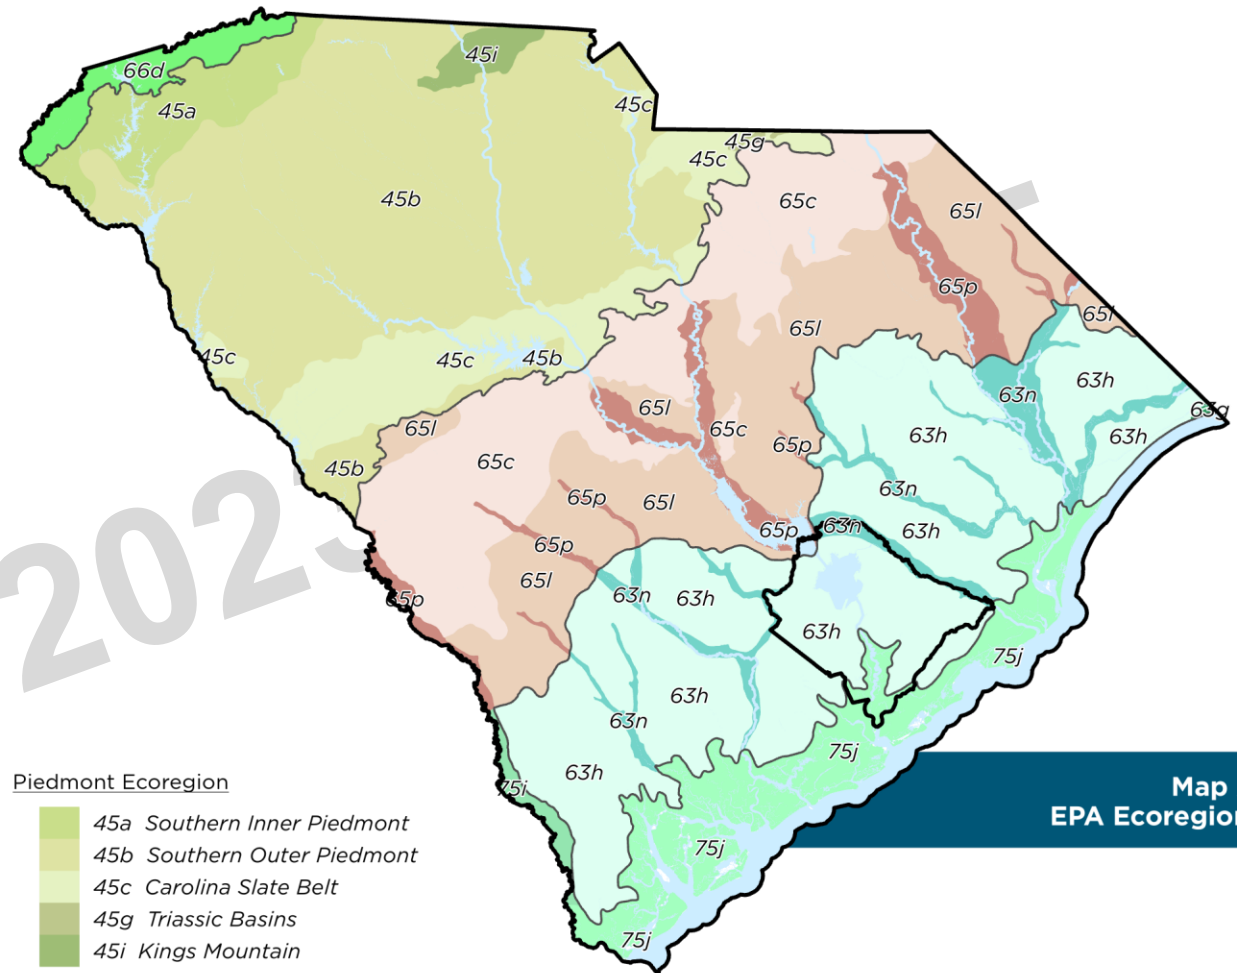 66d
45i
45a
45c
45g
45c
45b
65c
65l
65p
65l
65l
45c
45c
45b
63h
63n
63g
65l
65c
63h
63h
65l
65p
45b
65c
63n
65p
65l
63n
63h
65p
65p
65l
65p
63n
63h
63h
75j
63h
63n
75j
63h
75i
75j
75j
2023
Map
EPA Ecoregion
Piedmont Ecoregion
45a Southern Inner Piedmont
45b Southern Outer Piedmont
45c Carolina Slate Belt
45g Triassic Basins
45i Kings Mountain